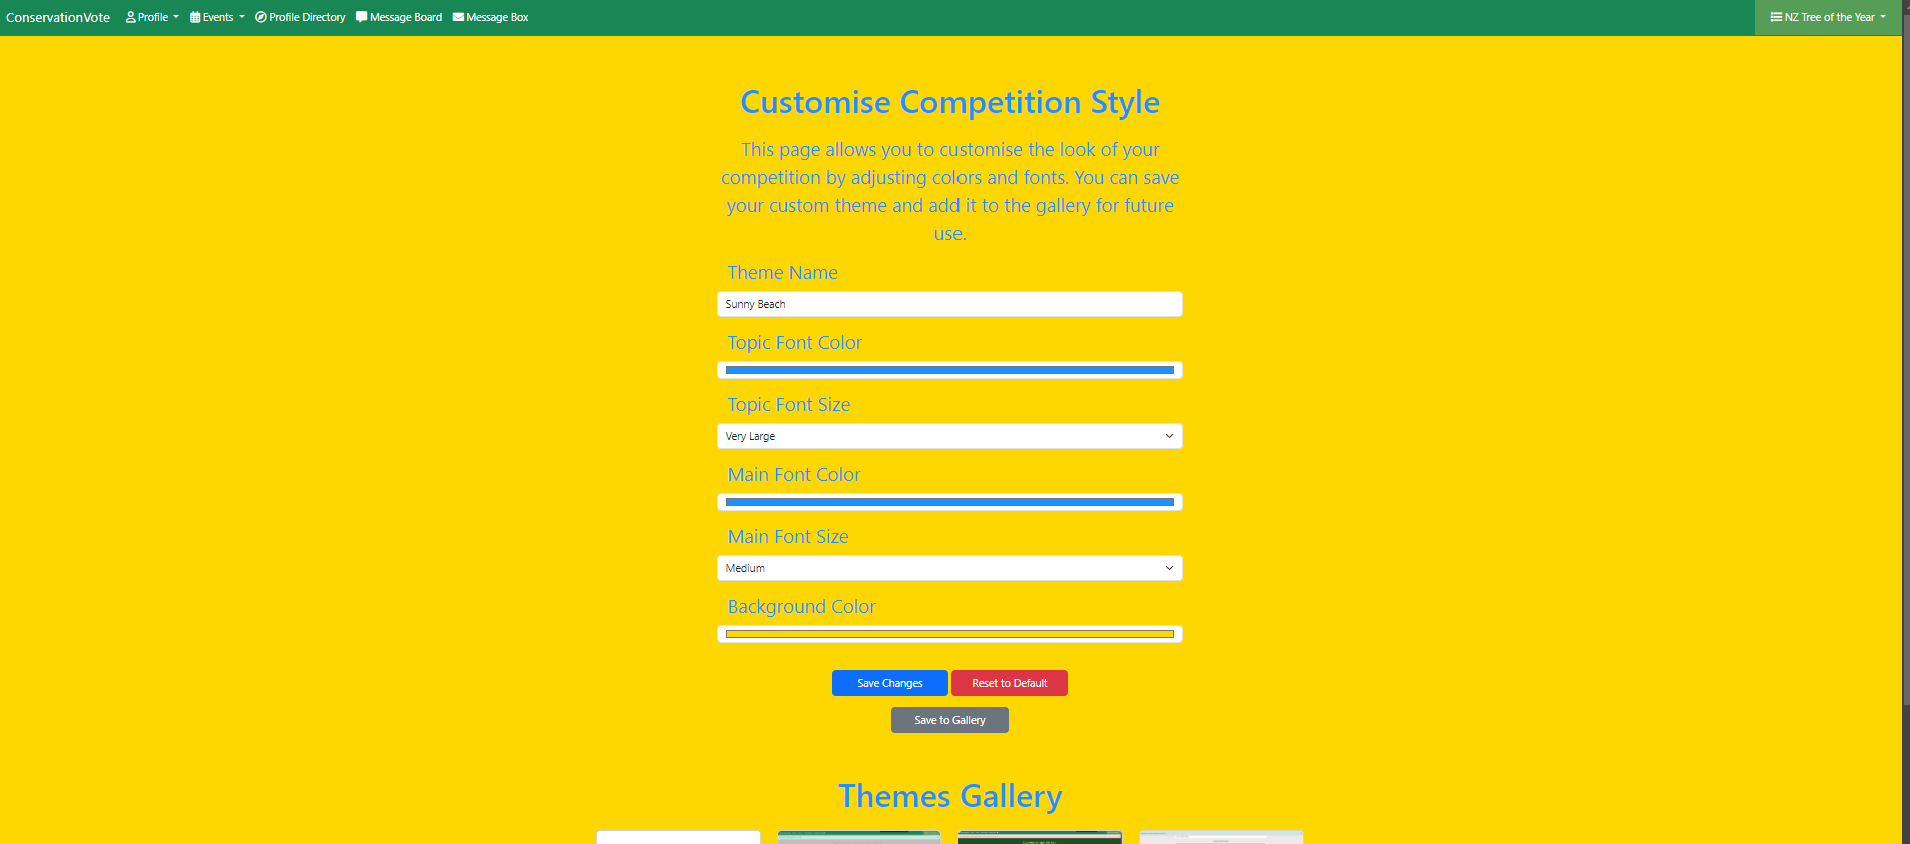 ConservationVote Profile Events Profile Directory Message Board Message Box NZ Tree of the Year
Customise Competition Style
This page allows you to customise the look of your
competition by adjusting colors and fonts. You can save
your custom theme and add it to the gallery for future
use.
Theme Name
Sunny Beach
Topic Font Color
Topic Font Size
Very Large
Main Font Color
Main Font Size
Medium
Background Color
Save Changes Reset to Default
Save to Gallery
Themes Gallery